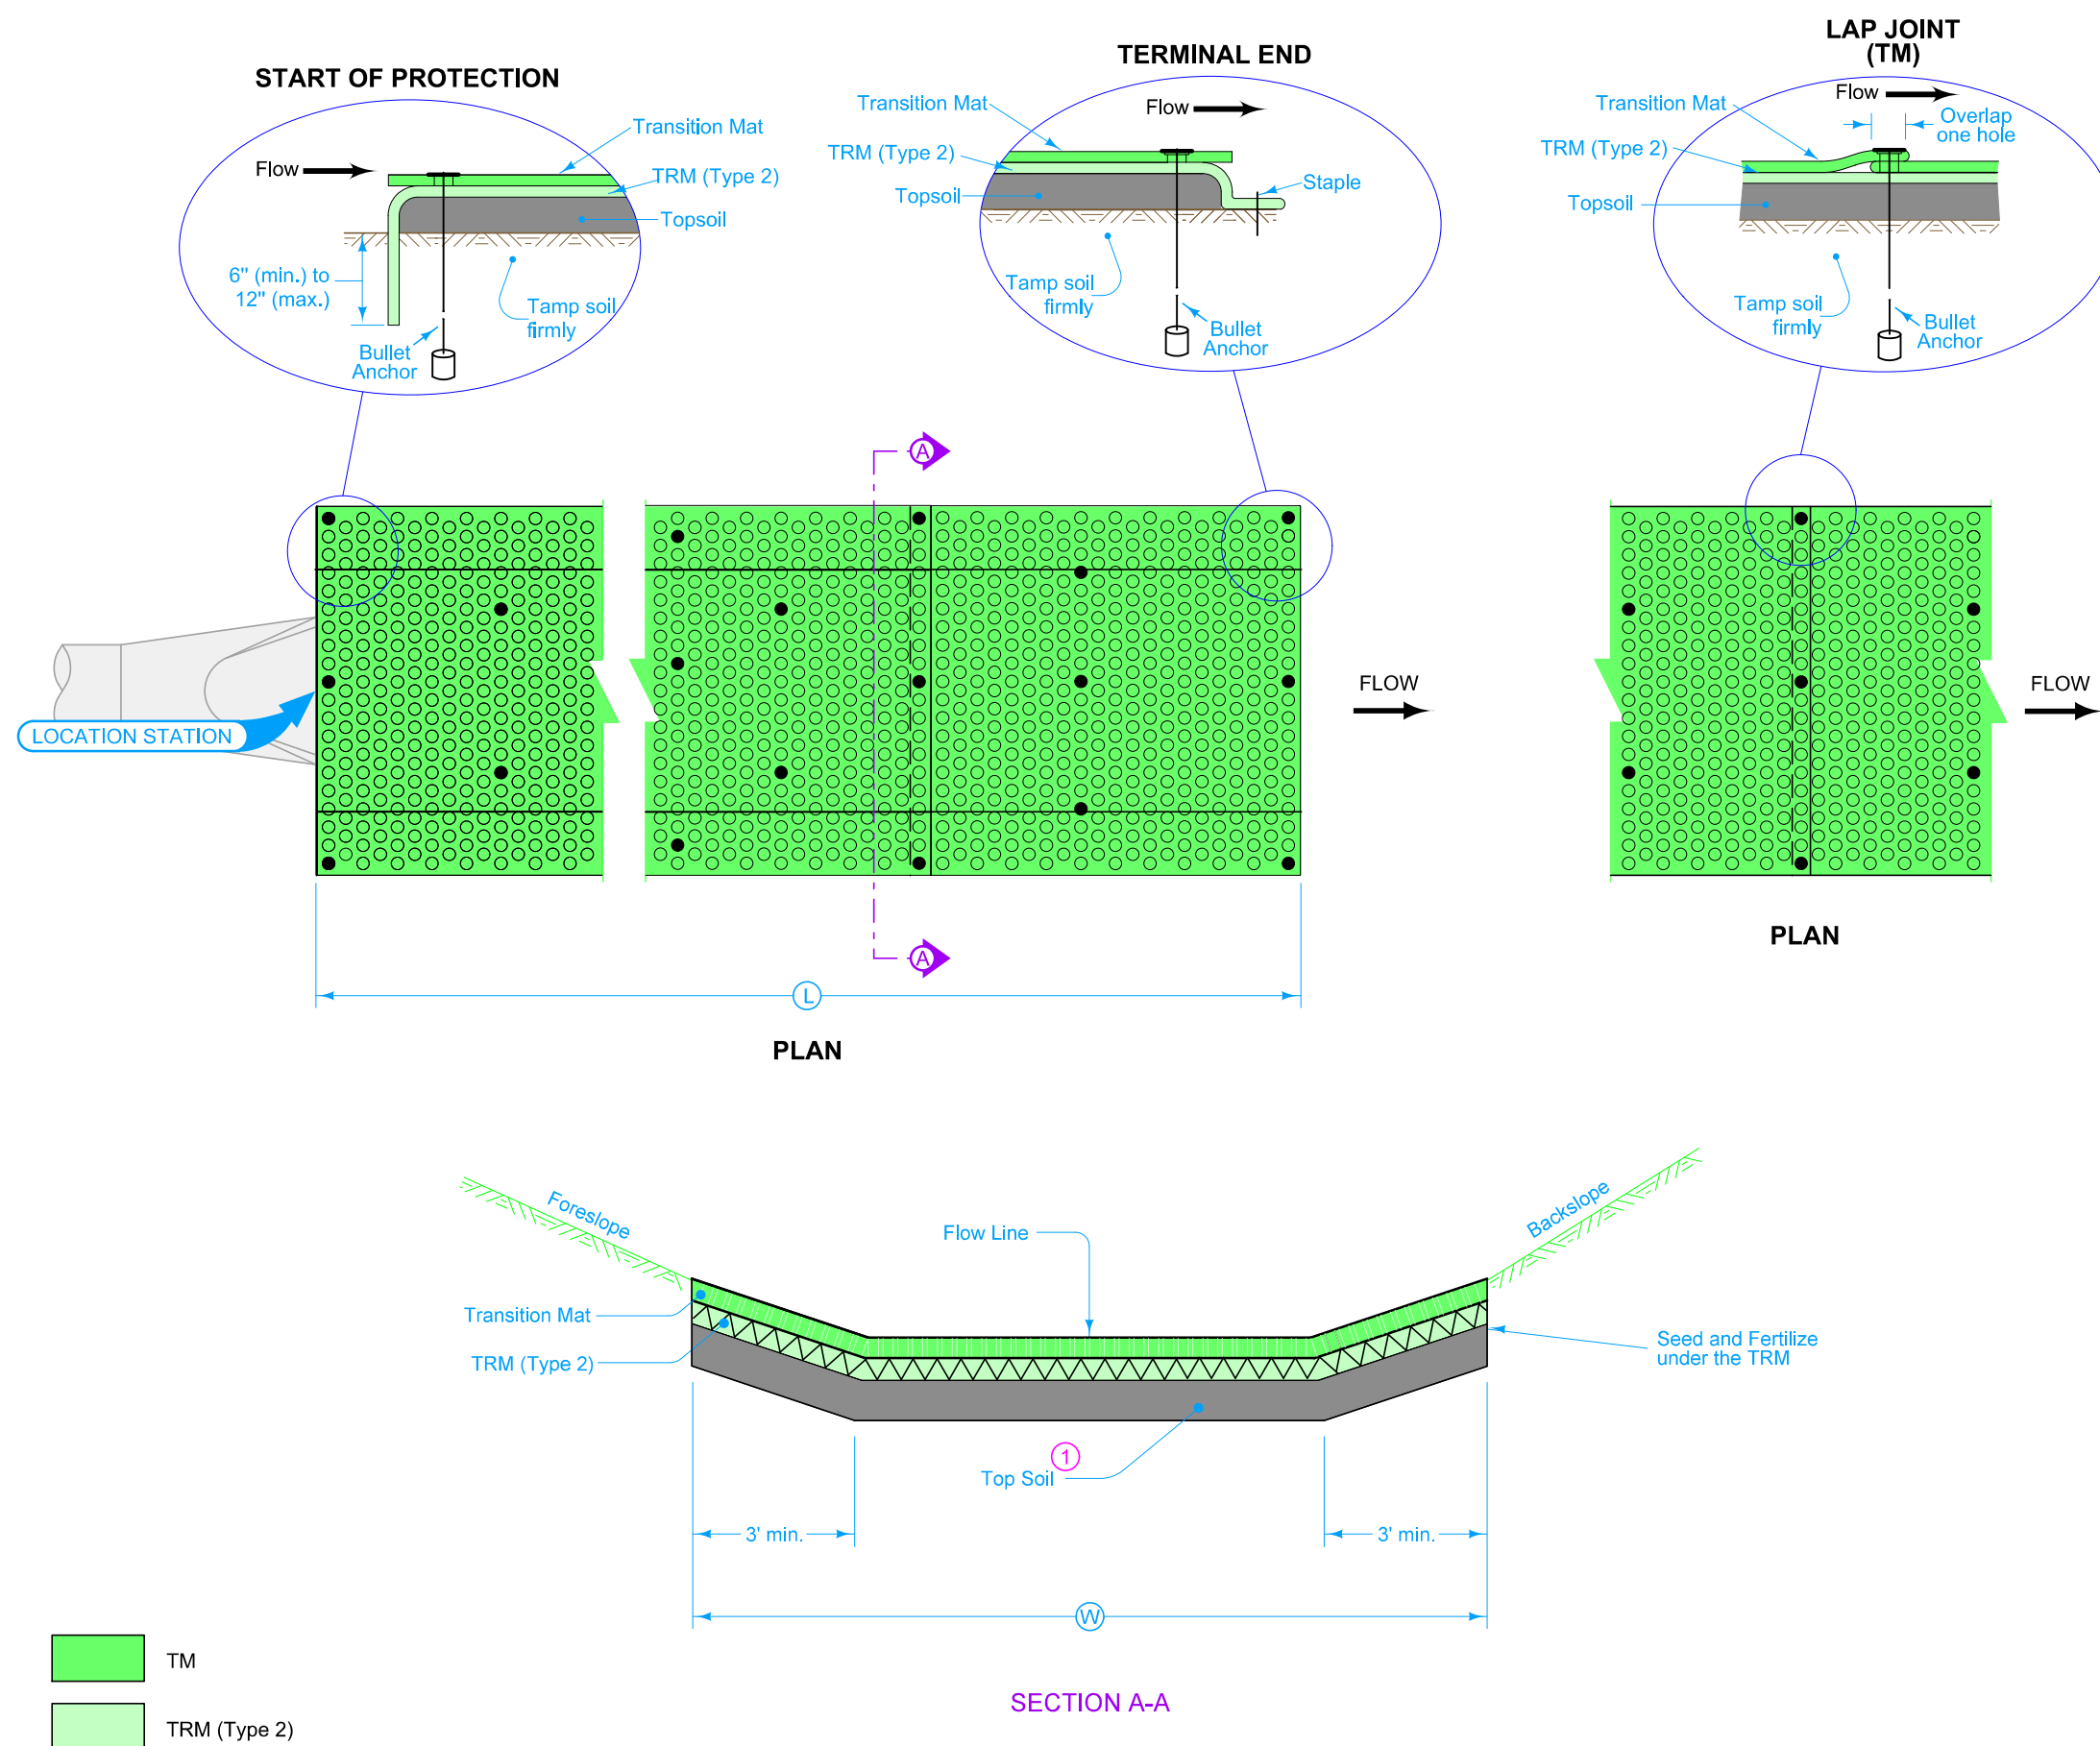 START OF PROTECTION
Flow
Transition Mat
TRM (Type 2)
Topsoil
6" (min.) to
12" (max.)
Tamp soil
firmly
Bullet
Anchor
TERMINAL END
Flow
Transition Mat
TRM (Type 2)
Topsoil
Staple
Tamp soil
firmly
Bullet
Anchor
LAP JOINT
(TM)
Flow
Transition Mat
Overlap
one hole
TRM (Type 2)
Topsoil
Tamp soil
firmly
Bullet
Anchor
A
LOCATION STATION
FLOW
FLOW
A
L
PLAN
PLAN
Foreslope
Flow Line
Backslope
Transition Mat
TRM (Type 2)
Seed and Fertilize
under the TRM
1
Top Soil
3' min.
3' min.
W
SECTION A-A
TM
TRM (Type 2)